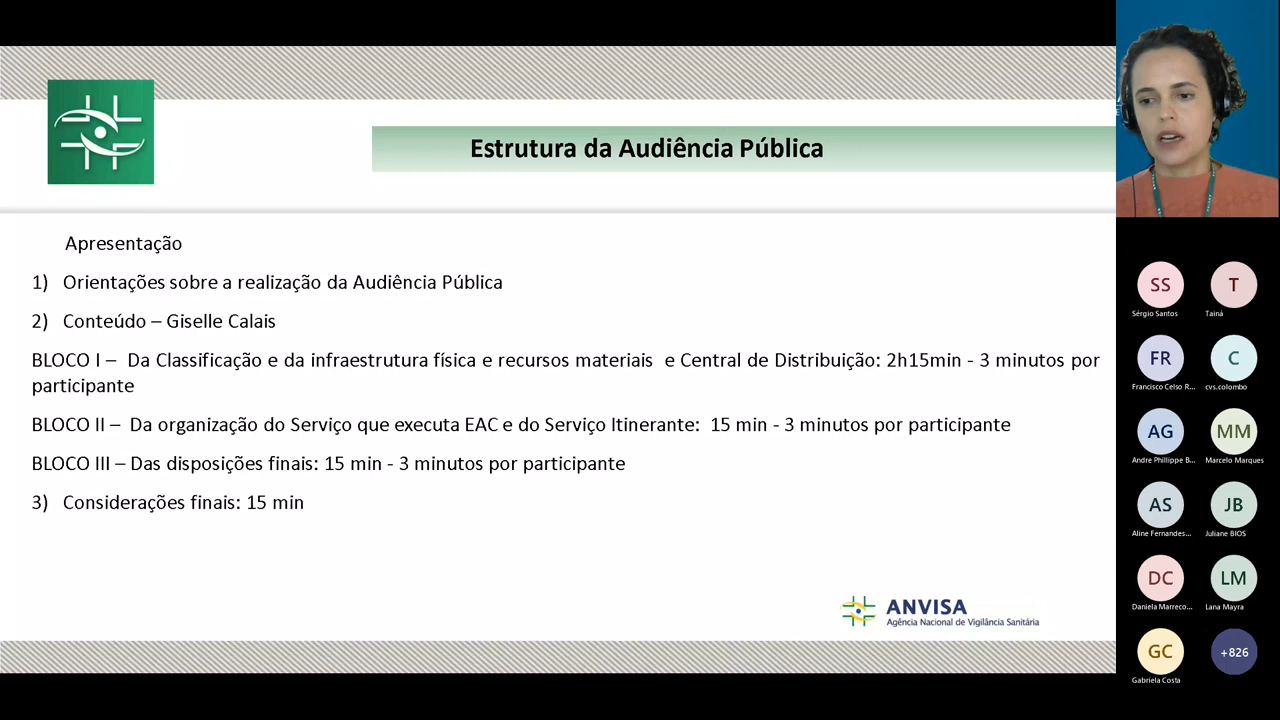 Estrutura da Audiência Pública
Apresentação
1) Orientações sobre a realização da Audiência Pública
2) Conteúdo – Giselle Calais
BLOCO I – Da Classificação e da infraestrutura física e recursos materiais e Central de Distribuição: 2h15min - 3 minutos por
participante
BLOCO II – Da organização do Serviço que executa EAC e do Serviço Itinerante: 15 min - 3 minutos por participante
BLOCO III – Das disposições finais: 15 min - 3 minutos por participante
3) Considerações finais: 15 min
ANVISA
Agência Nacional de Vigilância Sanitária
SS T
Sérgio Santos Tainá
FR C
Francisco Celso R... cvs.colombo
AG MM
Andre Phillippe B... Marcelo Marques
AS JB
Aline Fernandes... Juliane BIOS
DC LM
Daniela Marreco... Lana Mayra
GC +826
Gabriela Costa